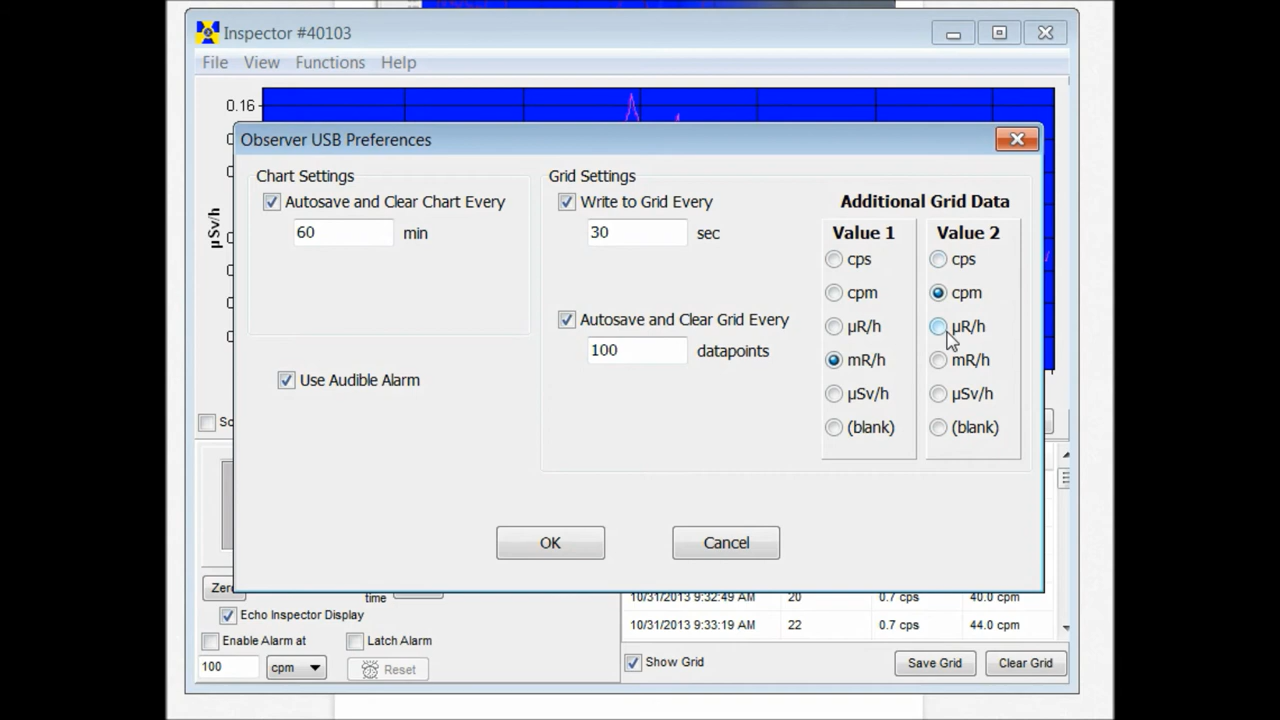 Inspector #40103
File View Functions Help
0.16
µSv/h
Observer USB Preferences
Chart Settings
Autosave and Clear Chart Every
60 min
Use Audible Alarm
Grid Settings
Write to Grid Every
30 sec
Autosave and Clear Grid Every
100 datapoints
Additional Grid Data
Value 1
cps
cpm
µR/h
mR/h
µSv/h
(blank)
Value 2
cps
cpm
µR/h
mR/h
µSv/h
(blank)
OK Cancel
time
Echo Inspector Display
Enable Alarm at Latch Alarm
100 cpm Reset
10/31/2013 9:32:49 AM 20 0.7 cps 40.0 cpm
10/31/2013 9:33:19 AM 22 0.7 cps 44.0 cpm
Show Grid Save Grid Clear Grid